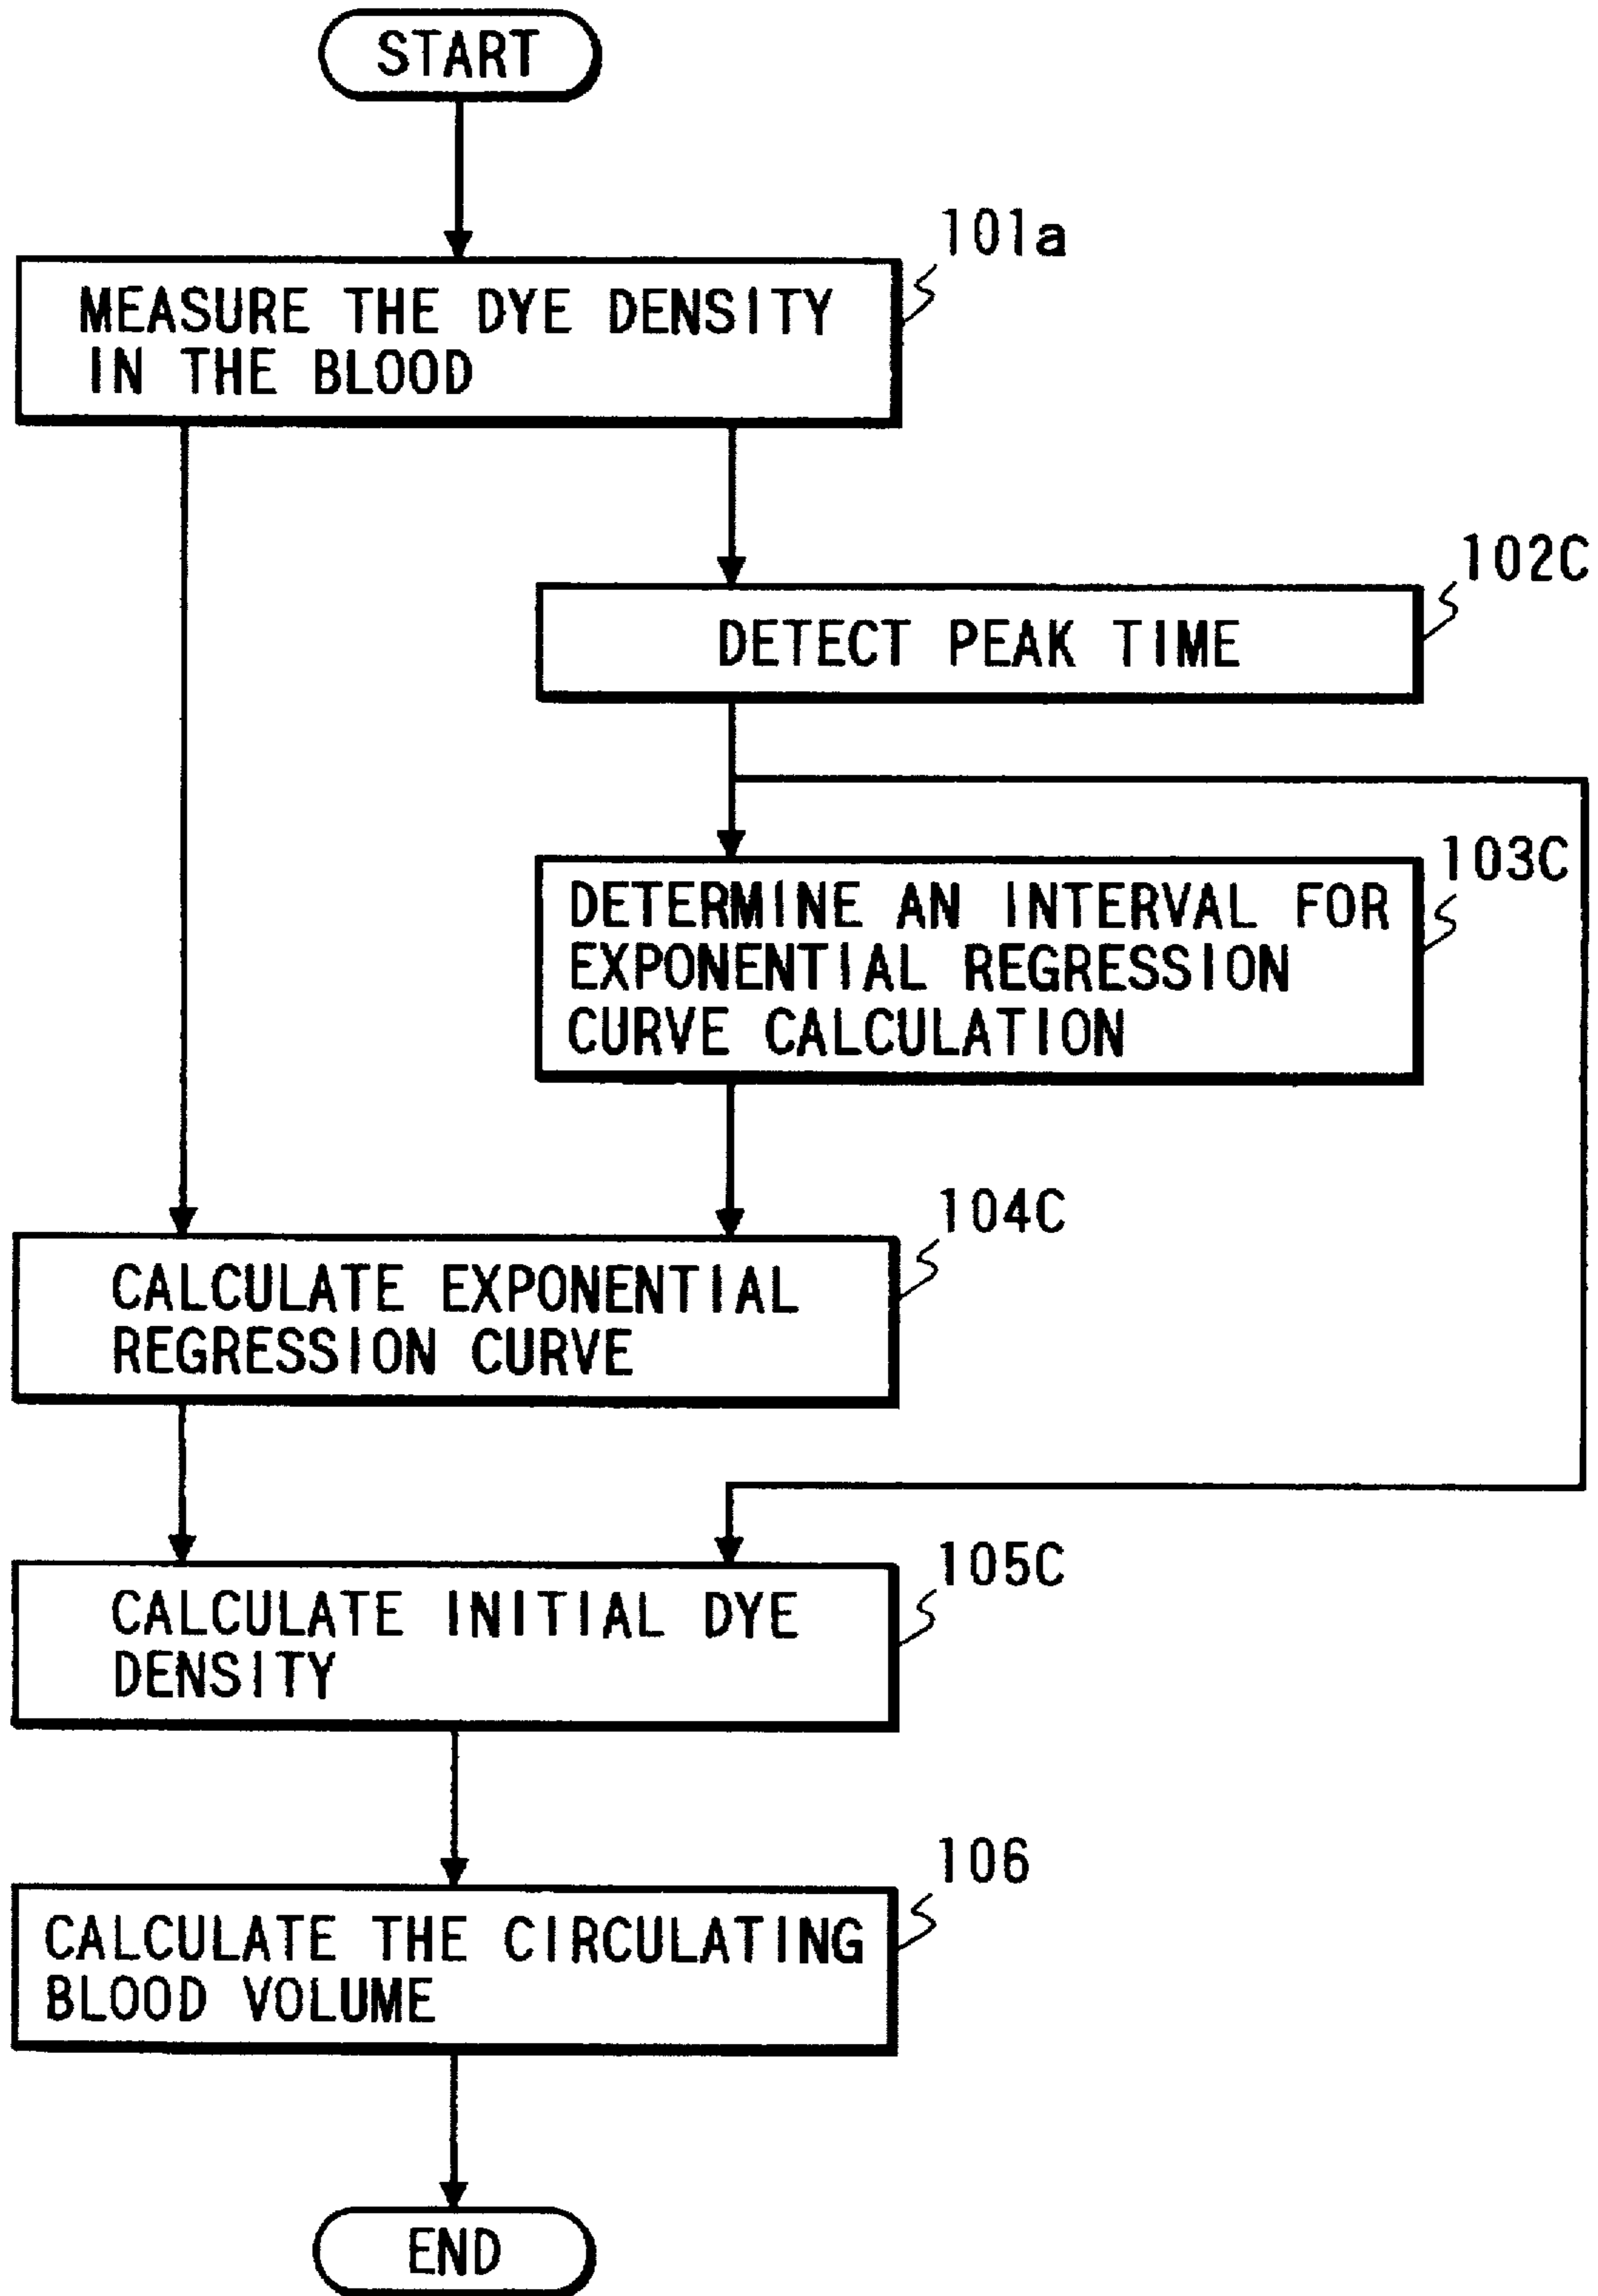 START
101a
MEASURE THE DYE DENSITY
IN THE BLOOD
102C
DETECT PEAK TIME
103C
DETERMINE AN INTERVAL FOR
EXPONENTIAL REGRESSION
CURVE CALCULATION
104C
CALCULATE EXPONENTIAL
REGRESSION CURVE
105C
CALCULATE INITIAL DYE
DENSITY
106
CALCULATE THE CIRCULATING
BLOOD VOLUME
END